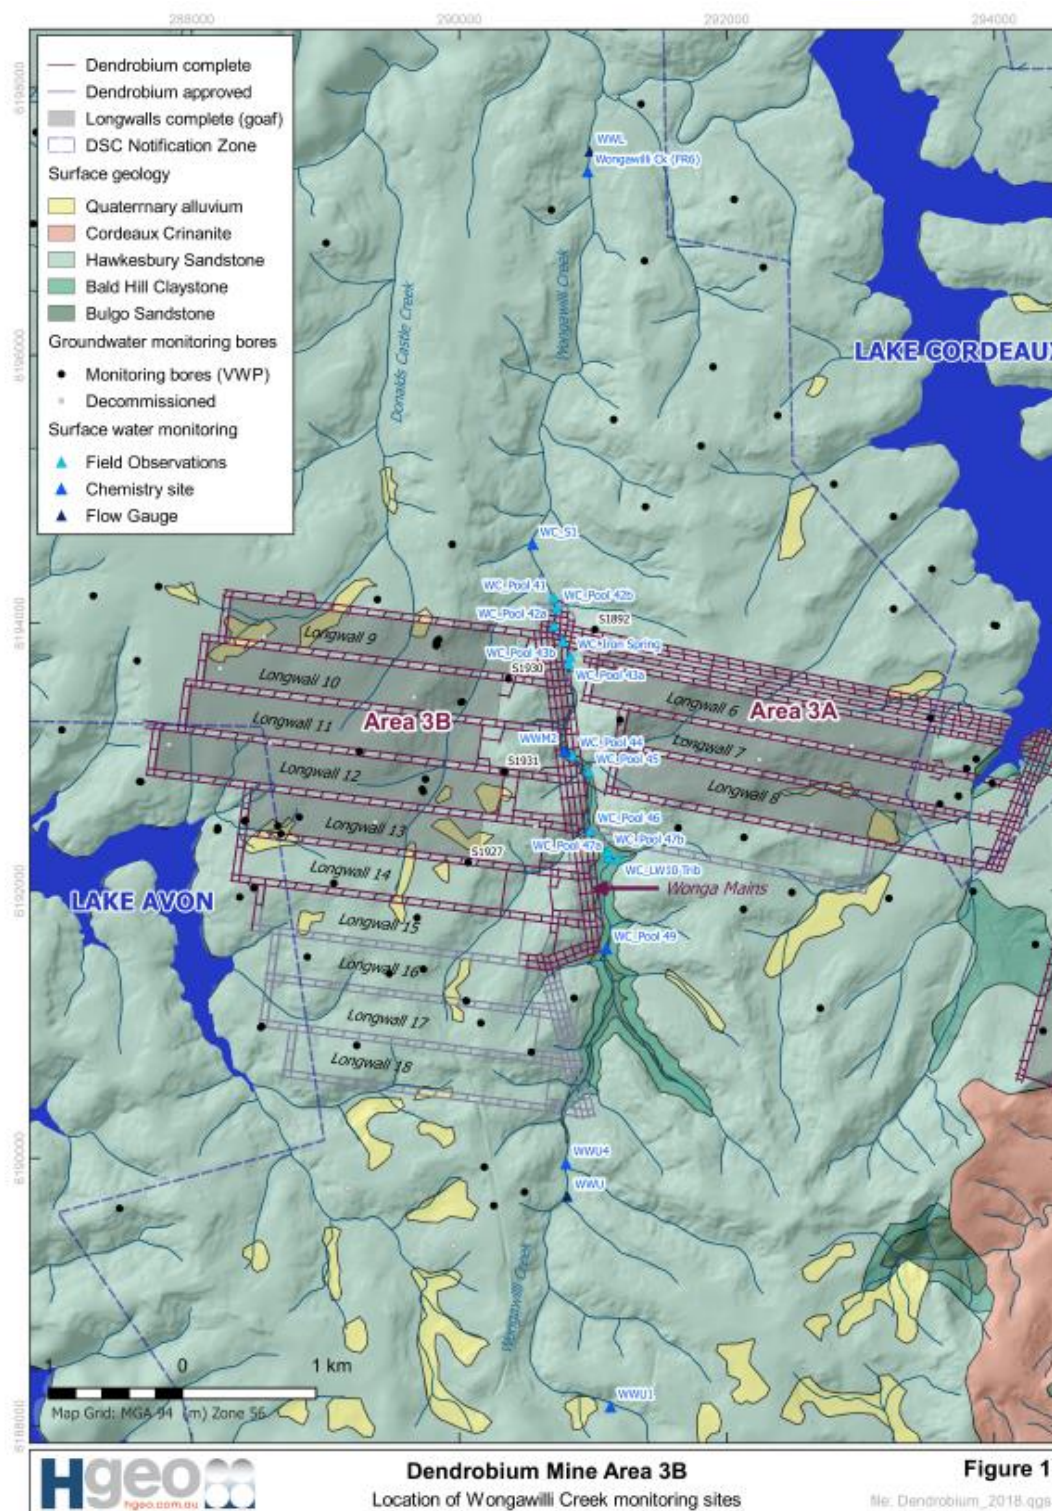 288000
290000
292000
294000
6198000
6196000
6194000
6192000
6190000
6188000
Dendrobium complete
Dendrobium approved
Longwalls complete (goaf)
DSC Notification Zone
Surface geology
Quaternnary alluvium
Cordeaux Crinanite
Hawkesbury Sandstone
Bald Hill Claystone
Bulgo Sandstone
Groundwater monitoring bores
Monitoring bores (VWP)
Decommissioned
Surface water monitoring
Field Observations
Chemistry site
Flow Gauge
WWL
Wongawilli Ck (FR6)
Donalds Castle Creek
Wongawilli Creek
LAKE CORDEAUX
WC_S1
WC_Pool 41
WC_Pool 42b
WC_Pool 42a
S1892
WC_Iron Spring
WC_Pool 43b
S1930
WC_Pool 43a
Longwall 9
Longwall 10
Longwall 11
Longwall 12
Longwall 13
Longwall 14
Longwall 15
Longwall 16
Longwall 17
Longwall 18
Area 3B
Longwall 6
Longwall 7
Longwall 8
Area 3A
WWM2
WC_Pool 44
WC_Pool 45
S1931
WC_Pool 46
WC_Pool 47a
WC_Pool 47b
S1927
WC_LW10 Trib
Wonga Mains
LAKE AVON
WC_Pool 49
WWU4
WWU
Wongawilli Creek
WWU1
1 0 1 km
Map Grid: MGA 94 (m) Zone 56
Hgeo
hgeo.com.au
Dendrobium Mine Area 3B
Location of Wongawilli Creek monitoring sites
Figure 1
file: Dendrobium_2018.qgs